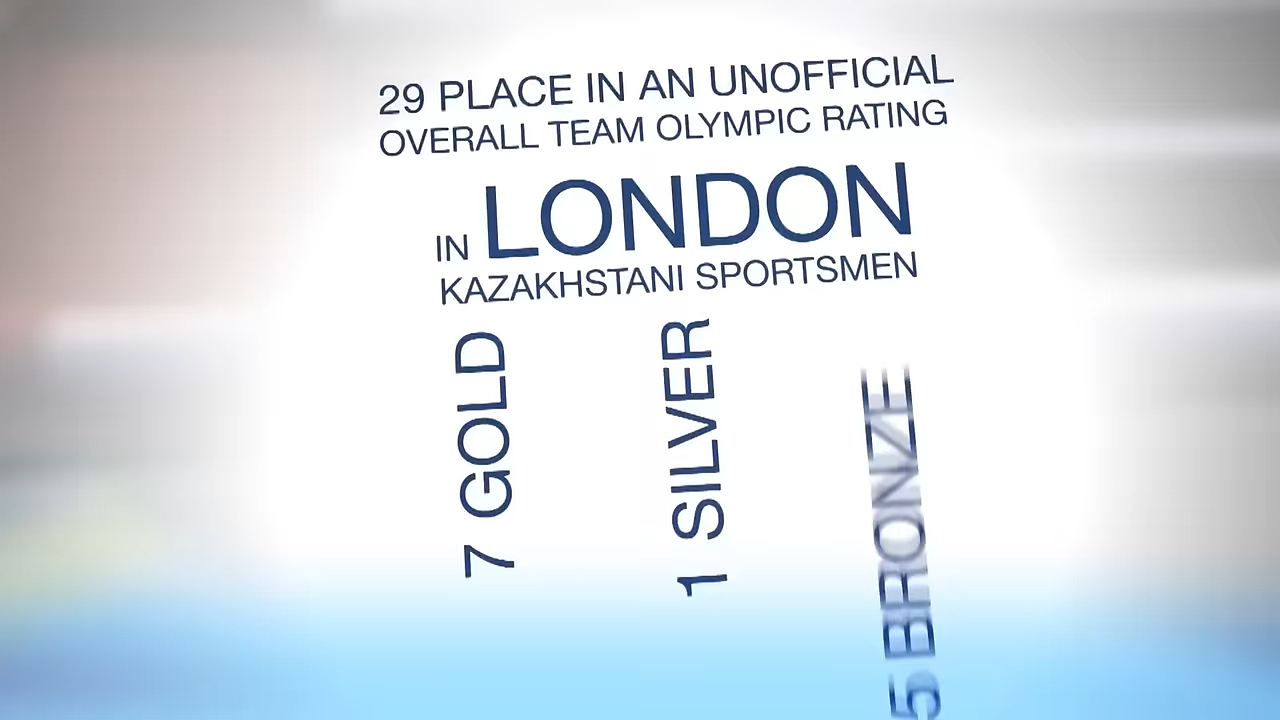 29 PLACE IN AN UNOFFICIAL
OVERALL TEAM OLYMPIC RATING
IN LONDON
KAZAKHSTANI SPORTSMEN
7 GOLD
1 SILVER
5 BRONZE